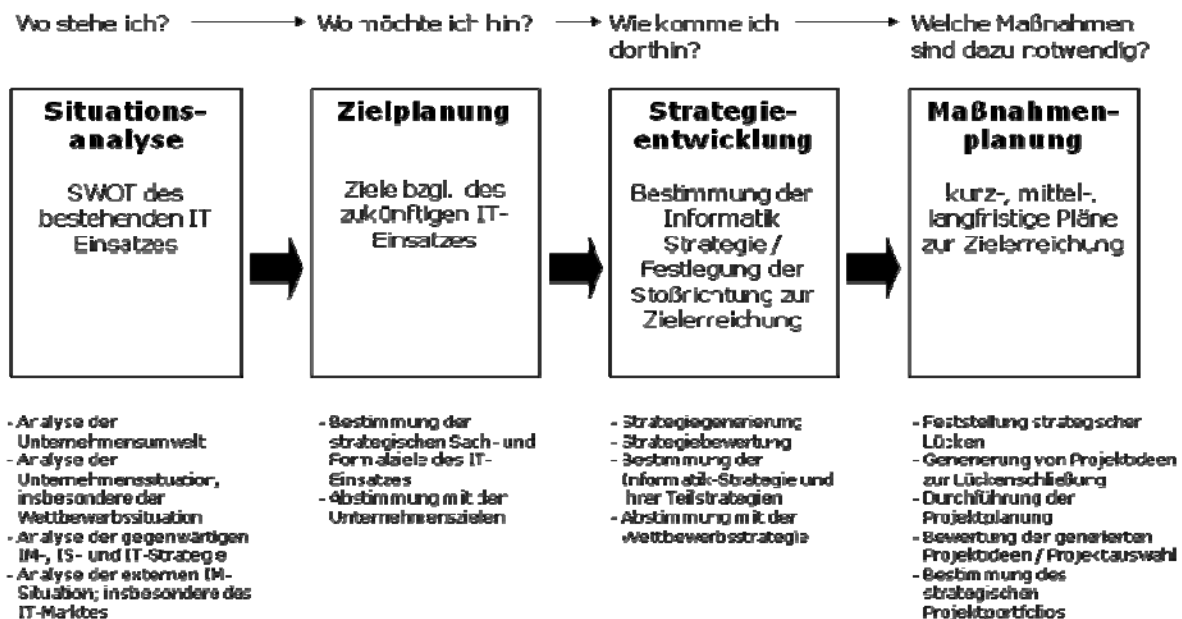 Wo stehe ich?
Wo möchte ich hin?
Wie komme ich
dorthin?
Welche Maßnahmen
sind dazu notwendig?
Situations-
analyse
SWOT des
bestehenden IT
Einsatzes
Zielplanung
Ziele bzgl. des
zukünftigen IT-
Einsatzes
Strategie-
entwicklung
Bestimmung der
Informatik
Strategie /
Festlegung der
Stoßrichtung zur
Zielerreichung
Maßnahmen-
planung
kurz-, mittel-,
langfristige Pläne
zur Zielerreichung
- Analyse der
Unternehmensumwelt
- Analyse der
Unternehmenssituation,
insbesondere der
Wettbewerbssituation
- Analyse der gegenwärtigen
IM-, IS- und IT-Strategie
- Analyse der externen IM-
Situation; insbesondere des
IT-Marktes
- Bestimmung der
strategischen Sach- und
Formalziele des IT-
Einsatzes
- Abstimmung mit den
Unternehmenszielen
- Strategiegenerierung
- Strategiebewertung
- Bestimmung der
Informatik-Strategie und
ihrer Teilstrategien
- Abstimmung mit der
Wettbewerbsstrategie
- Feststellung strategischer
Lücken
- Generierung von Projektideen
zur Lückenschließung
- Durchführung der
Projektplanung
- Bewertung der generierten
Projektideen / Projektauswahl
- Bestimmung des
strategischen
Projektportfolios